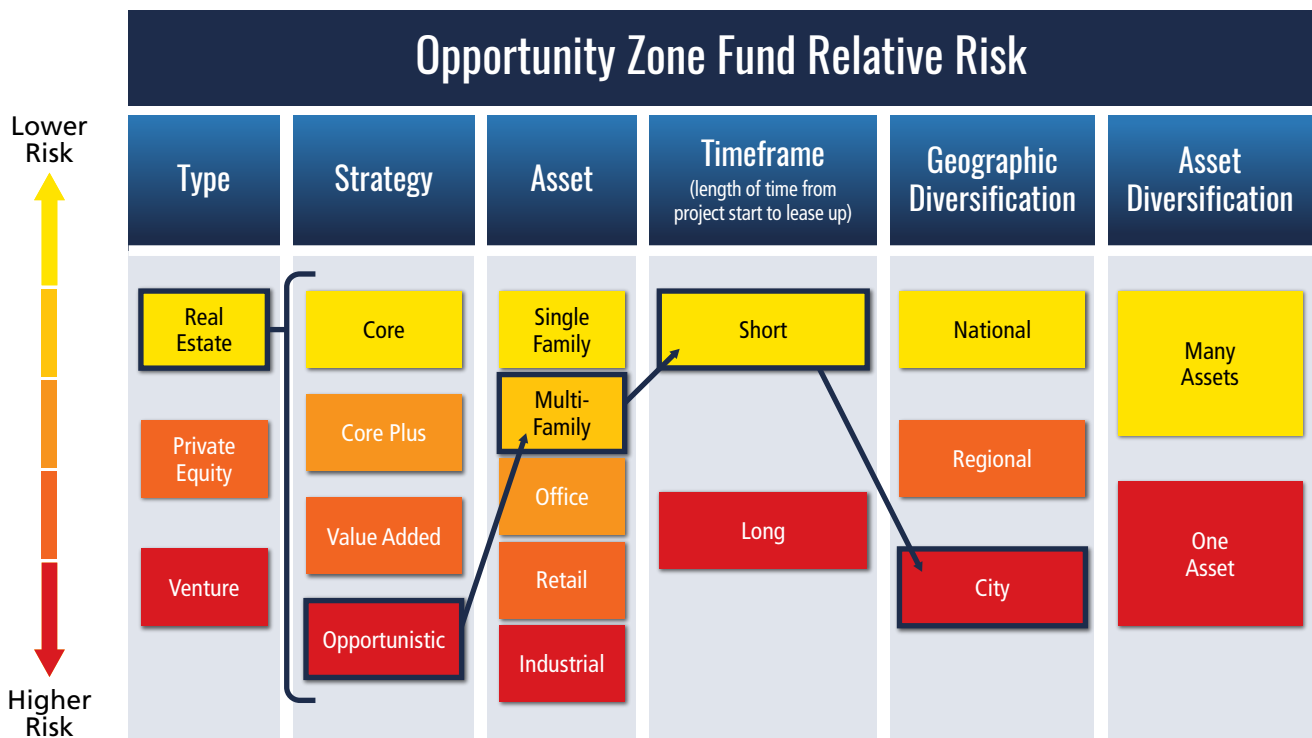 Opportunity Zone Fund Relative Risk
Lower
Risk
Higher
Risk
Type
Strategy
Asset
Timeframe
(length of time from
project start to lease up)
Geographic
Diversification
Asset
Diversification
Real
Estate
Private
Equity
Venture
Core
Core Plus
Value Added
Opportunistic
Single
Family
Multi-
Family
Office
Retail
Industrial
Short
Long
National
Regional
City
Many
Assets
One
Asset